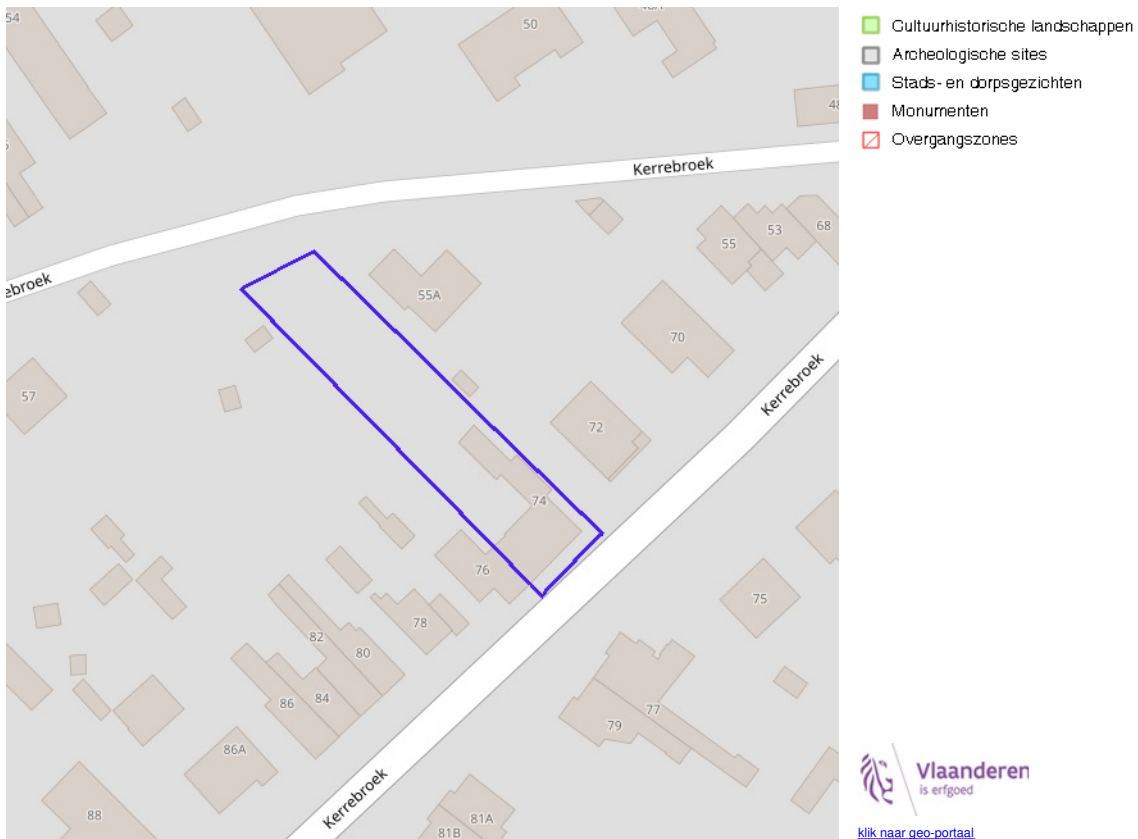 54
50
48
Kerrebroek
55
53
68
ebroek
55A
70
57
72
Kerrebroek
74
76
75
78
82
80
86
84
77
79
86A
Kerrebroek
88
81A
81B
Cultuurhistorische landschappen
Archeologische sites
Stads- en dorpsgezichten
Monumenten
Overgangszones
Vlaanderen
is erfgoed
klik naar geo-portaal